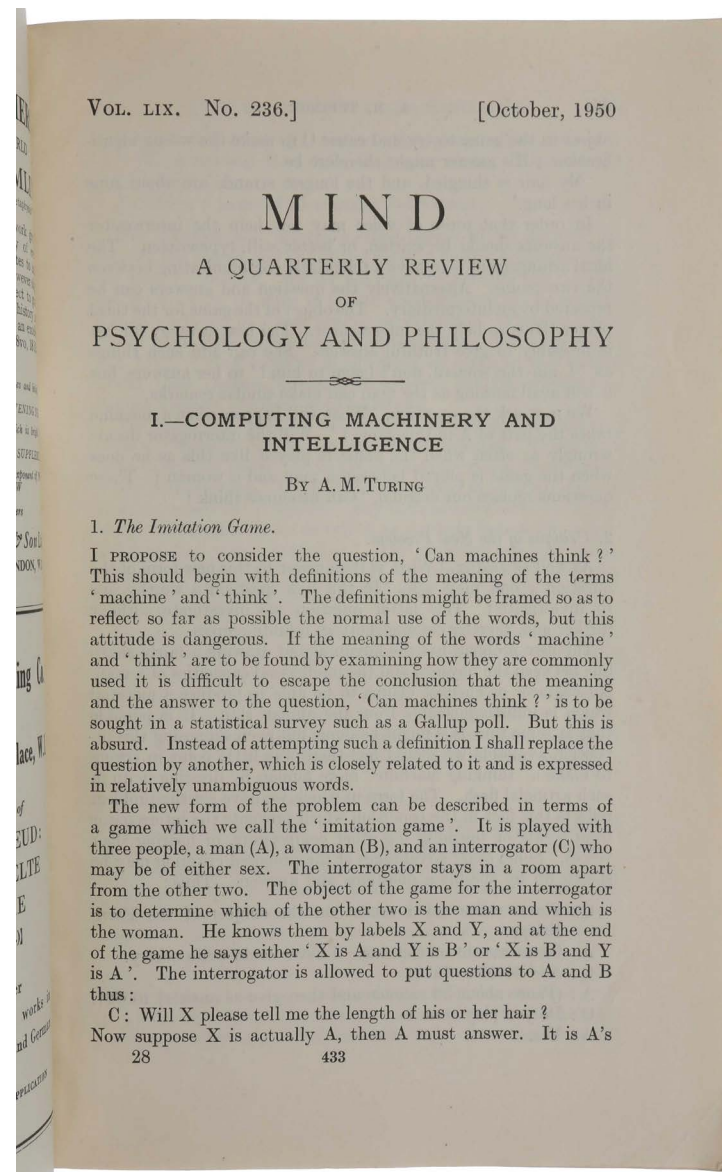 VOL. LIX. No. 236.] [October, 1950
MIND
A QUARTERLY REVIEW
OF
PSYCHOLOGY AND PHILOSOPHY
I.—COMPUTING MACHINERY AND
INTELLIGENCE
BY A. M. TURING
1. The Imitation Game.
I PROPOSE to consider the question, ‘ Can machines think ? ’
This should begin with definitions of the meaning of the terms
‘ machine ’ and ‘ think ’. The definitions might be framed so as to
reflect so far as possible the normal use of the words, but this
attitude is dangerous. If the meaning of the words ‘ machine ’
and ‘ think ’ are to be found by examining how they are commonly
used it is difficult to escape the conclusion that the meaning
and the answer to the question, ‘ Can machines think ? ’ is to be
sought in a statistical survey such as a Gallup poll. But this is
absurd. Instead of attempting such a definition I shall replace the
question by another, which is closely related to it and is expressed
in relatively unambiguous words.
The new form of the problem can be described in terms of
a game which we call the ‘ imitation game ’. It is played with
three people, a man (A), a woman (B), and an interrogator (C) who
may be of either sex. The interrogator stays in a room apart
from the other two. The object of the game for the interrogator
is to determine which of the other two is the man and which is
the woman. He knows them by labels X and Y, and at the end
of the game he says either ‘ X is A and Y is B ’ or ‘ X is B and Y
is A ’. The interrogator is allowed to put questions to A and B
thus :
C : Will X please tell me the length of his or her hair ?
Now suppose X is actually A, then A must answer. It is A’s
28 433